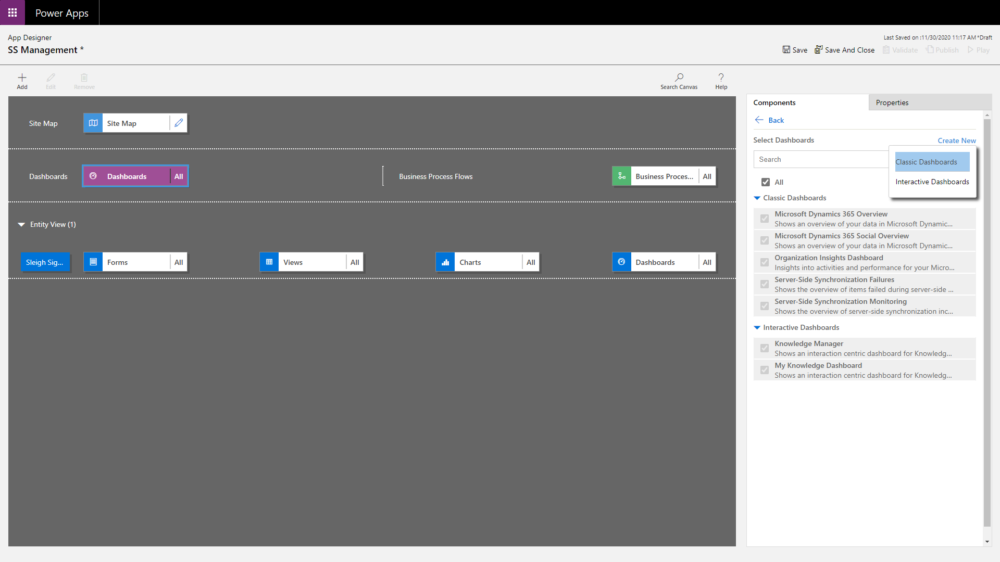 Power Apps
App Designer
SS Management *
Last Saved on :11/30/2020 11:17 AM *Draft
Save
Save And Close
Validate
Publish
Play
Add
Edit
Remove
Search Canvas
Help
Site Map
Site Map
Dashboards
Dashboards
All
Business Process Flows
Business Proces...
All
Entity View (1)
Sleigh Sig...
Forms
All
Views
All
Charts
All
Dashboards
All
Components
Properties
Back
Select Dashboards
Create New
Search
Classic Dashboards
Interactive Dashboards
All
Classic Dashboards
Microsoft Dynamics 365 Overview
Shows an overview of your data in Microsoft Dynamic...
Microsoft Dynamics 365 Social Overview
Shows an overview of your data in Microsoft Dynamic...
Organization Insights Dashboard
Insights into activities and performance for your Micro...
Server-Side Synchronization Failures
Shows the overview of items failed during server-side ...
Server-Side Synchronization Monitoring
Shows the overview of server-side synchronization inc...
Interactive Dashboards
Knowledge Manager
Shows an interaction centric dashboard for Knowledg...
My Knowledge Dashboard
Shows an interaction centric dashboard for Knowledg...